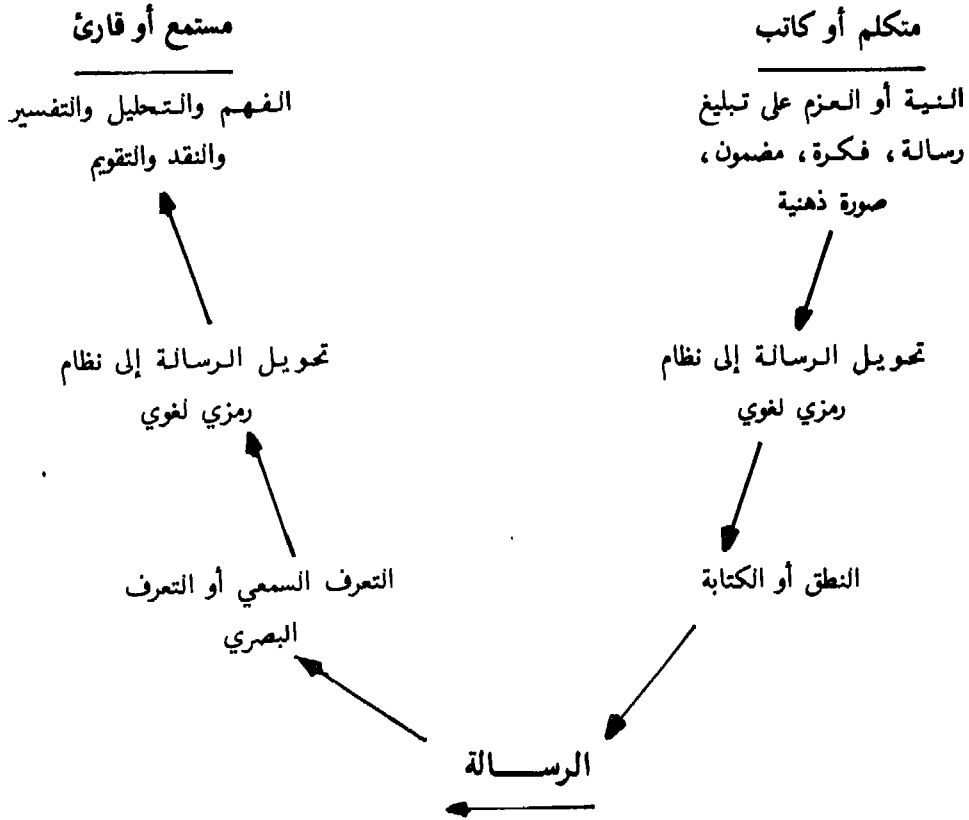 متكلم أو كاتب
النية أو العزم على تبليغ
رسالة، فكرة، مضمون،
صورة ذهنية
تحويل الرسالة إلى نظام
رمزي لغوي
النطق أو الكتابة
الرســـالة
التعرف السمعي أو التعرف
البصري
تحويل الرسالة إلى نظام
رمزي لغوي
مستمع أو قارئ
الفهم والتحليل والتفسير
والنقد والتقويم